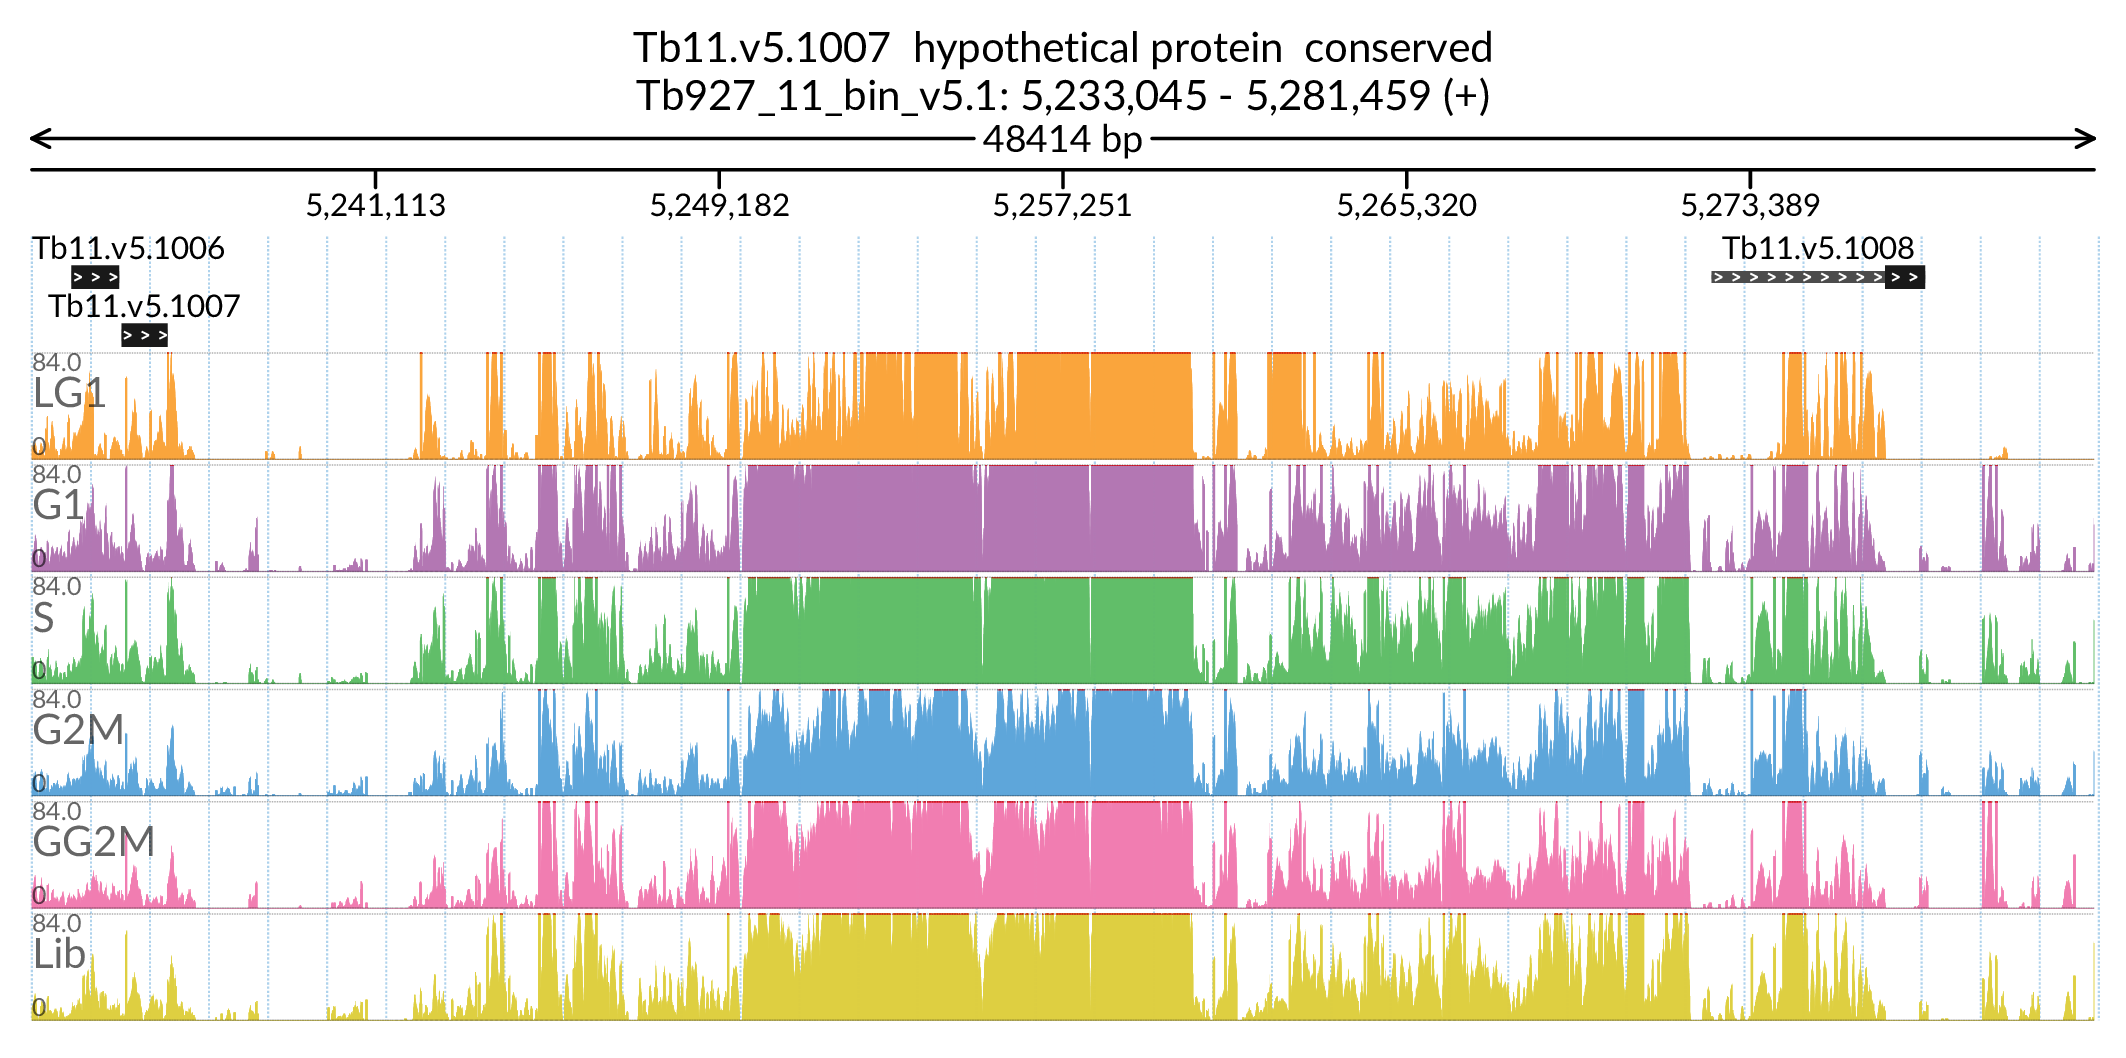 Tb11.v5.1007 hypothetical protein conserved
Tb927_11_bin_v5.1: 5,233,045 - 5,281,459 (+)
48414 bp
5,241,113 5,249,182 5,257,251 5,265,320 5,273,389
Tb11.v5.1006 Tb11.v5.1008
Tb11.v5.1007
84.0
LG1
0
84.0
G1
0
84.0
S
0
84.0
G2M
0
84.0
GG2M
0
84.0
Lib
0